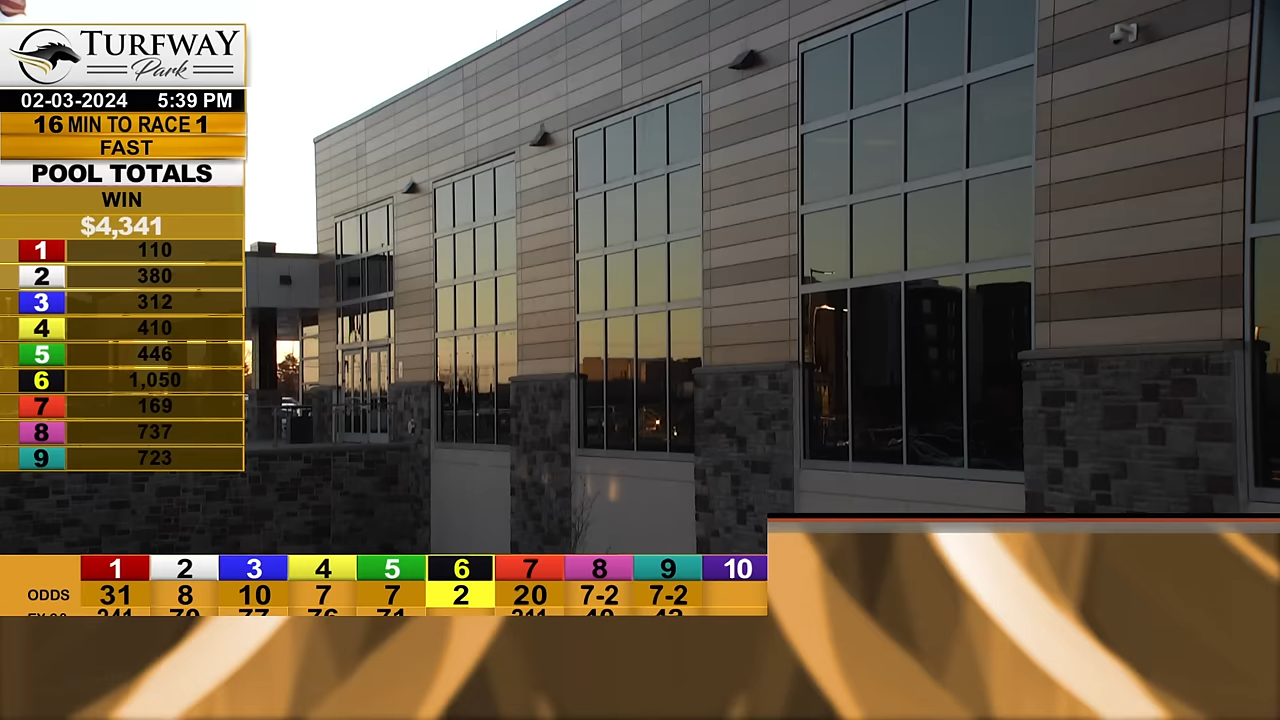 TURFWAY
Park
02-03-2024 5:39 PM
16 MIN TO RACE 1
FAST
POOL TOTALS
WIN
$4,341
1 110
2 380
3 312
4 410
5 446
6 1,050
7 169
8 737
9 723
1 2 3 4 5 6 7 8 9 10
ODDS 31 8 10 7 7 2 20 7-2 7-2